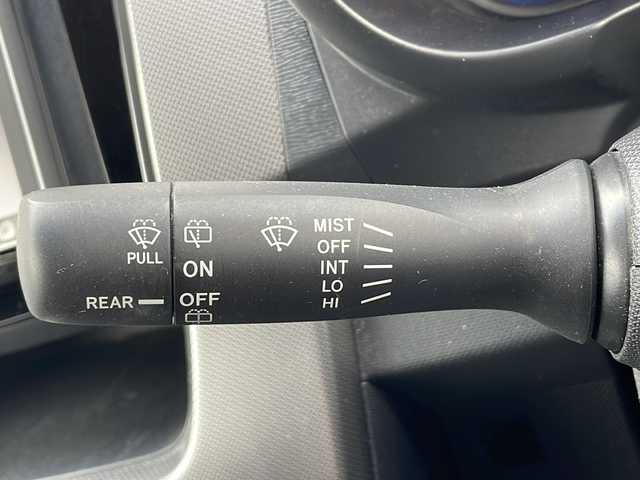 PULL
REAR
ON
OFF
MIST
OFF
INT
LO
HI